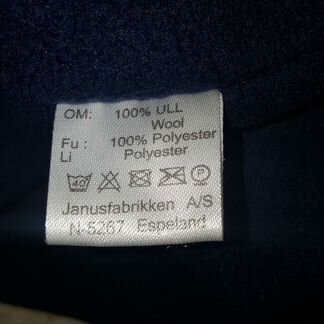 OM: 100% ULL
Wool
Fu : 100% Polyester
Li Polyester
40 P
Janusfabrikken A/S
N-5267 Espeland